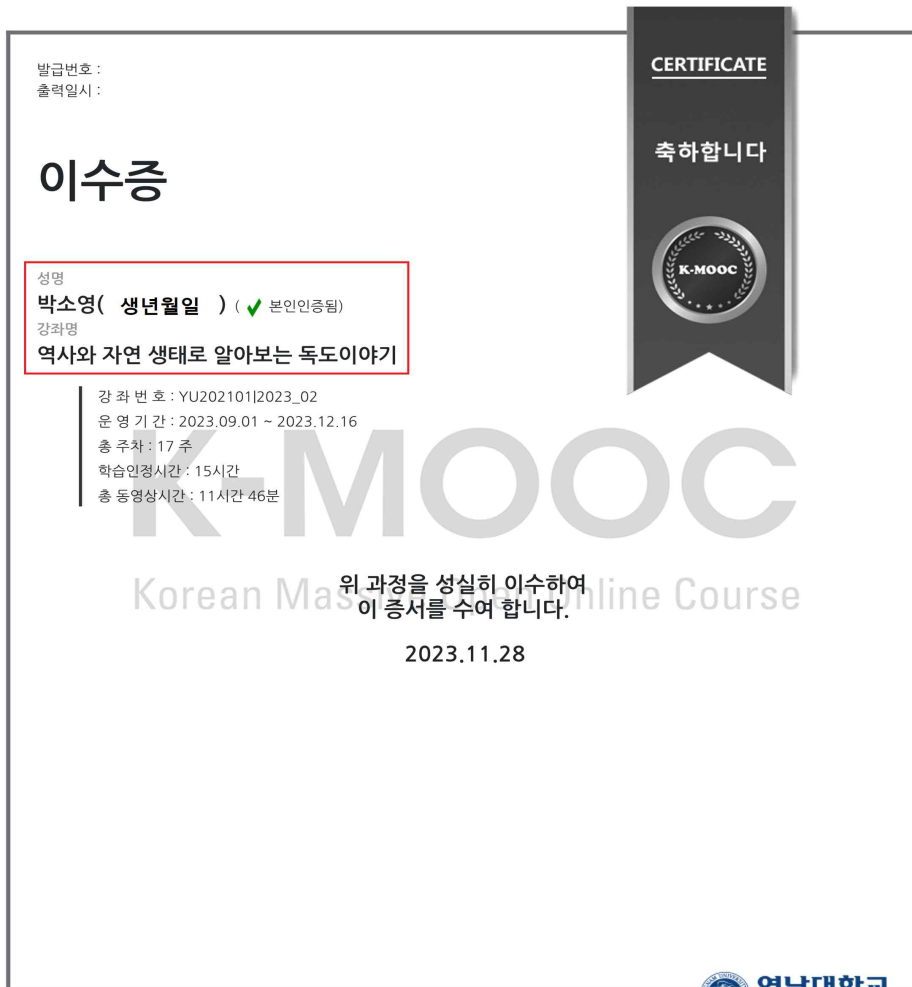 발급번호 :
출력일시 :
CERTIFICATE
축하합니다
이수증
K-MOOC
성명
박소영( 생년월일 ) ( ✔ 본인인증됨)
강좌명
역사와 자연 생태로 알아보는 독도이야기
강 좌 번 호 : YU202101|2023_02
운 영 기 간 : 2023.09.01 ~ 2023.12.16
총 주차 : 17 주
학습인정시간 : 15시간
총 동영상시간 : 11시간 46분
K-MOOC
Korean Massive Open Online Course
위 과정을 성실히 이수하여
이 증서를 수여 합니다.
2023.11.28
영남대학교